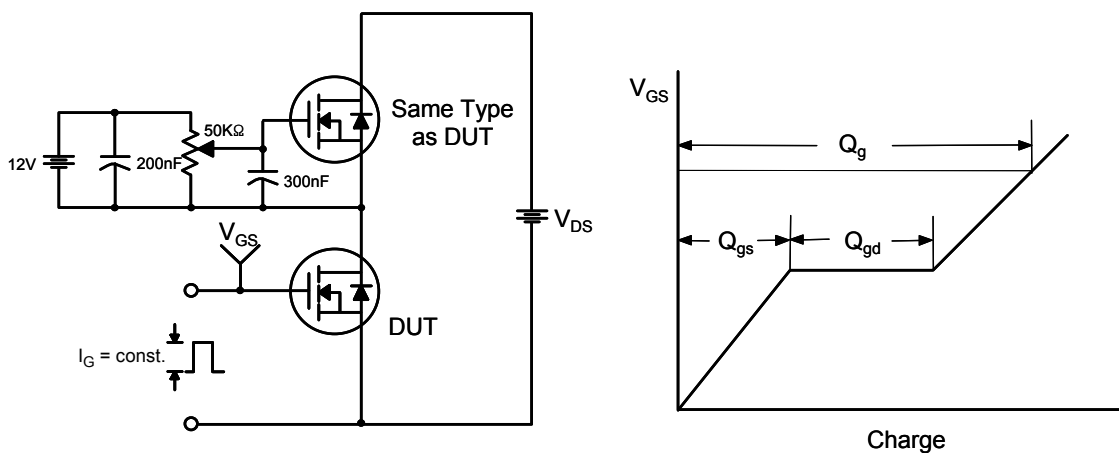 12V
200nF
50KΩ
300nF
Same Type
as DUT
V_DS
V_GS
DUT
I_G = const.
V_GS
Q_g
Q_gs
Q_gd
Charge